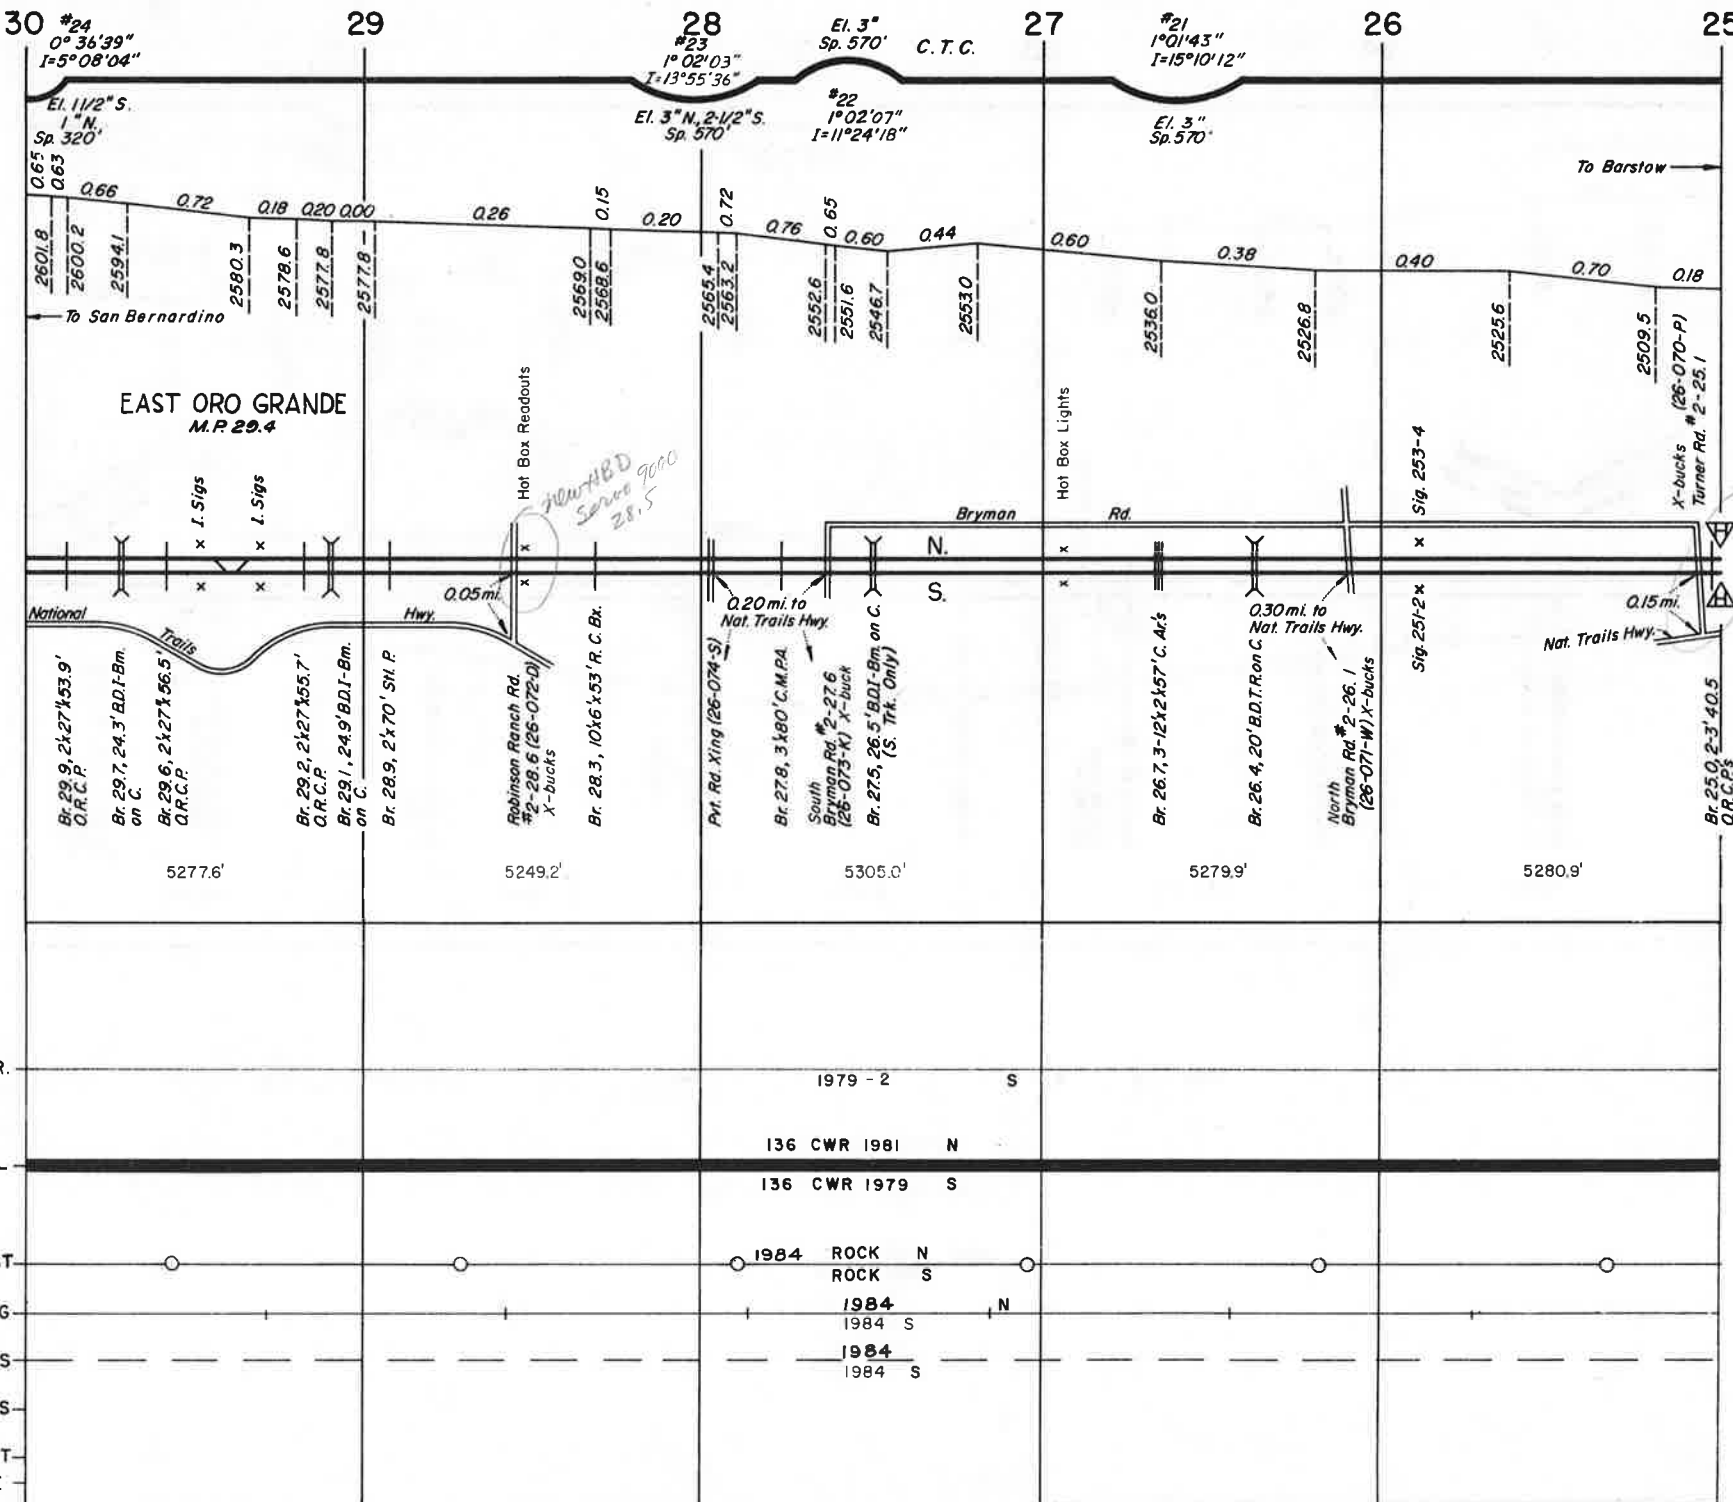 30 29 28 27 26 25
#24
0° 36'39"
I=5°08'04"
El. 1 1/2" S.
1" N.
Sp. 320'
#23
1° 02'03"
I=13°55'36"
El. 3" N., 2-1/2" S.
Sp. 570'
El. 3"
Sp. 570'
#22
1°02'07"
I=11°24'18"
C.T.C.
#21
1°01'43"
I=15°10'12"
El. 3"
Sp. 570'
To Barstow
0.65 0.63 0.66 0.72 0.18 0.20 0.00 0.26 0.15 0.20 0.72 0.76 0.65 0.60 0.44 0.60 0.38 0.40 0.70 0.18
2601.8 2600.2 2594.1 2580.3 2578.6 2577.8 2577.8 2569.0 2568.6 2565.4 2563.2 2552.6 2551.6 2546.7 2553.0 2536.0 2526.8 2525.6 2509.5
To San Bernardino
EAST ORO GRANDE
M.P. 29.4
I. Sigs
I. Sigs
Hot Box Readouts
new HBD
Servo 9000
28.5
Hot Box Lights
Sig. 253-4
X-bucks (26-070-P)
Turner Rd. #2-25.1
Bryman Rd.
N.
S.
National Trails Hwy.
0.05 mi.
0.20 mi. to
Nat. Trails Hwy.
0.30 mi. to
Nat. Trails Hwy.
Sig. 251-2
0.15 mi.
Nat. Trails Hwy.
Br. 29.9, 2'x27"x53.9'
O.R.C.P.
Br. 29.7, 24.3' B.D.I-Bm.
on C.
Br. 29.6, 2'x27"x56.5'
O.R.C.P.
Br. 29.2, 2'x27"x55.7'
O.R.C.P.
Br. 29.1, 24.9' B.D.I-Bm.
on C.
Br. 28.9, 2'x70' Stl. P.
Robinson Ranch Rd.
#2-28.6 (26-072-D)
X-bucks
Br. 28.3, 10'x6'x53' R. C. Bx.
Pvt. Rd. Xing (26-074-S)
Br. 27.8, 3'x80' C.M.P.A.
South
Bryman Rd. #2-27.6
(26-073-K) X-buck
Br. 27.5, 26.5' B.D.I-Bm. on C.
(S. Trk. Only)
Br. 26.7, 3-12'x2'x57' C. Ar.'s
Br. 26.4, 20' B.D.T.R. on C.
North
Bryman Rd. #2-26.1
(26-071-W) X-bucks
Br. 25.0, 2-3' 40.5
O.R.C.P.'s
5277.6' 5249.2' 5305.0' 5279.9' 5280.9'
R.
1979 - 2 S
136 CWR 1981 N
136 CWR 1979 S
T
1984 ROCK N
ROCK S
G
1984 N
1984 S
S
1984
1984 S
S
T